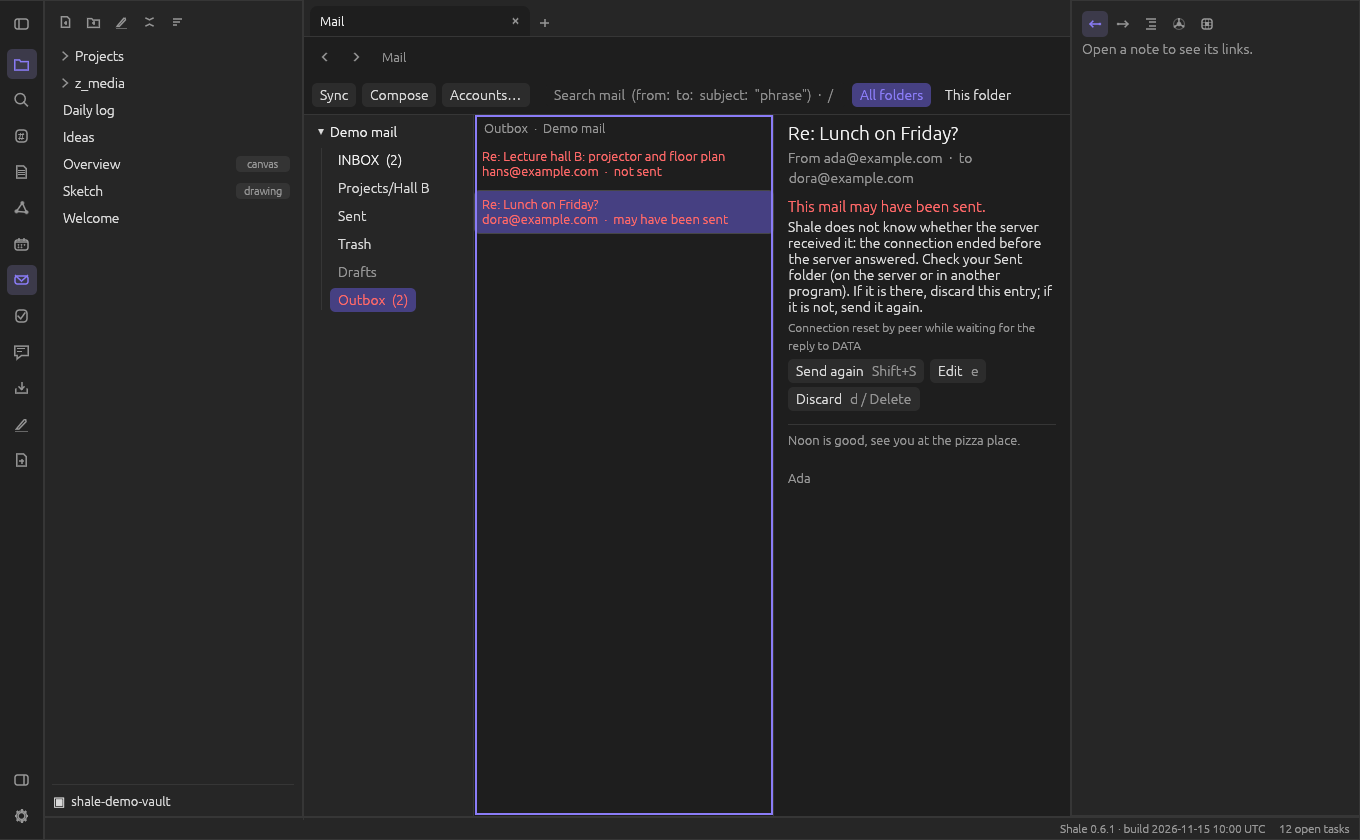 Projects
z_media
Daily log
Ideas
Overview canvas
Sketch drawing
Welcome
shale-demo-vault
Mail × +
Mail
Sync Compose Accounts… Search mail (from: to: subject: "phrase") · / All folders This folder
Demo mail
INBOX (2)
Projects/Hall B
Sent
Trash
Drafts
Outbox (2)
Outbox · Demo mail
Re: Lecture hall B: projector and floor plan
hans@example.com · not sent
Re: Lunch on Friday?
dora@example.com · may have been sent
Re: Lunch on Friday?
From ada@example.com · to
dora@example.com
This mail may have been sent.
Shale does not know whether the server
received it: the connection ended before
the server answered. Check your Sent
folder (on the server or in another
program). If it is there, discard this entry; if
it is not, send it again.
Connection reset by peer while waiting for the
reply to DATA
Send again Shift+S Edit e
Discard d / Delete
Noon is good, see you at the pizza place.
Ada
Open a note to see its links.
Shale 0.6.1 · build 2026-11-15 10:00 UTC 12 open tasks